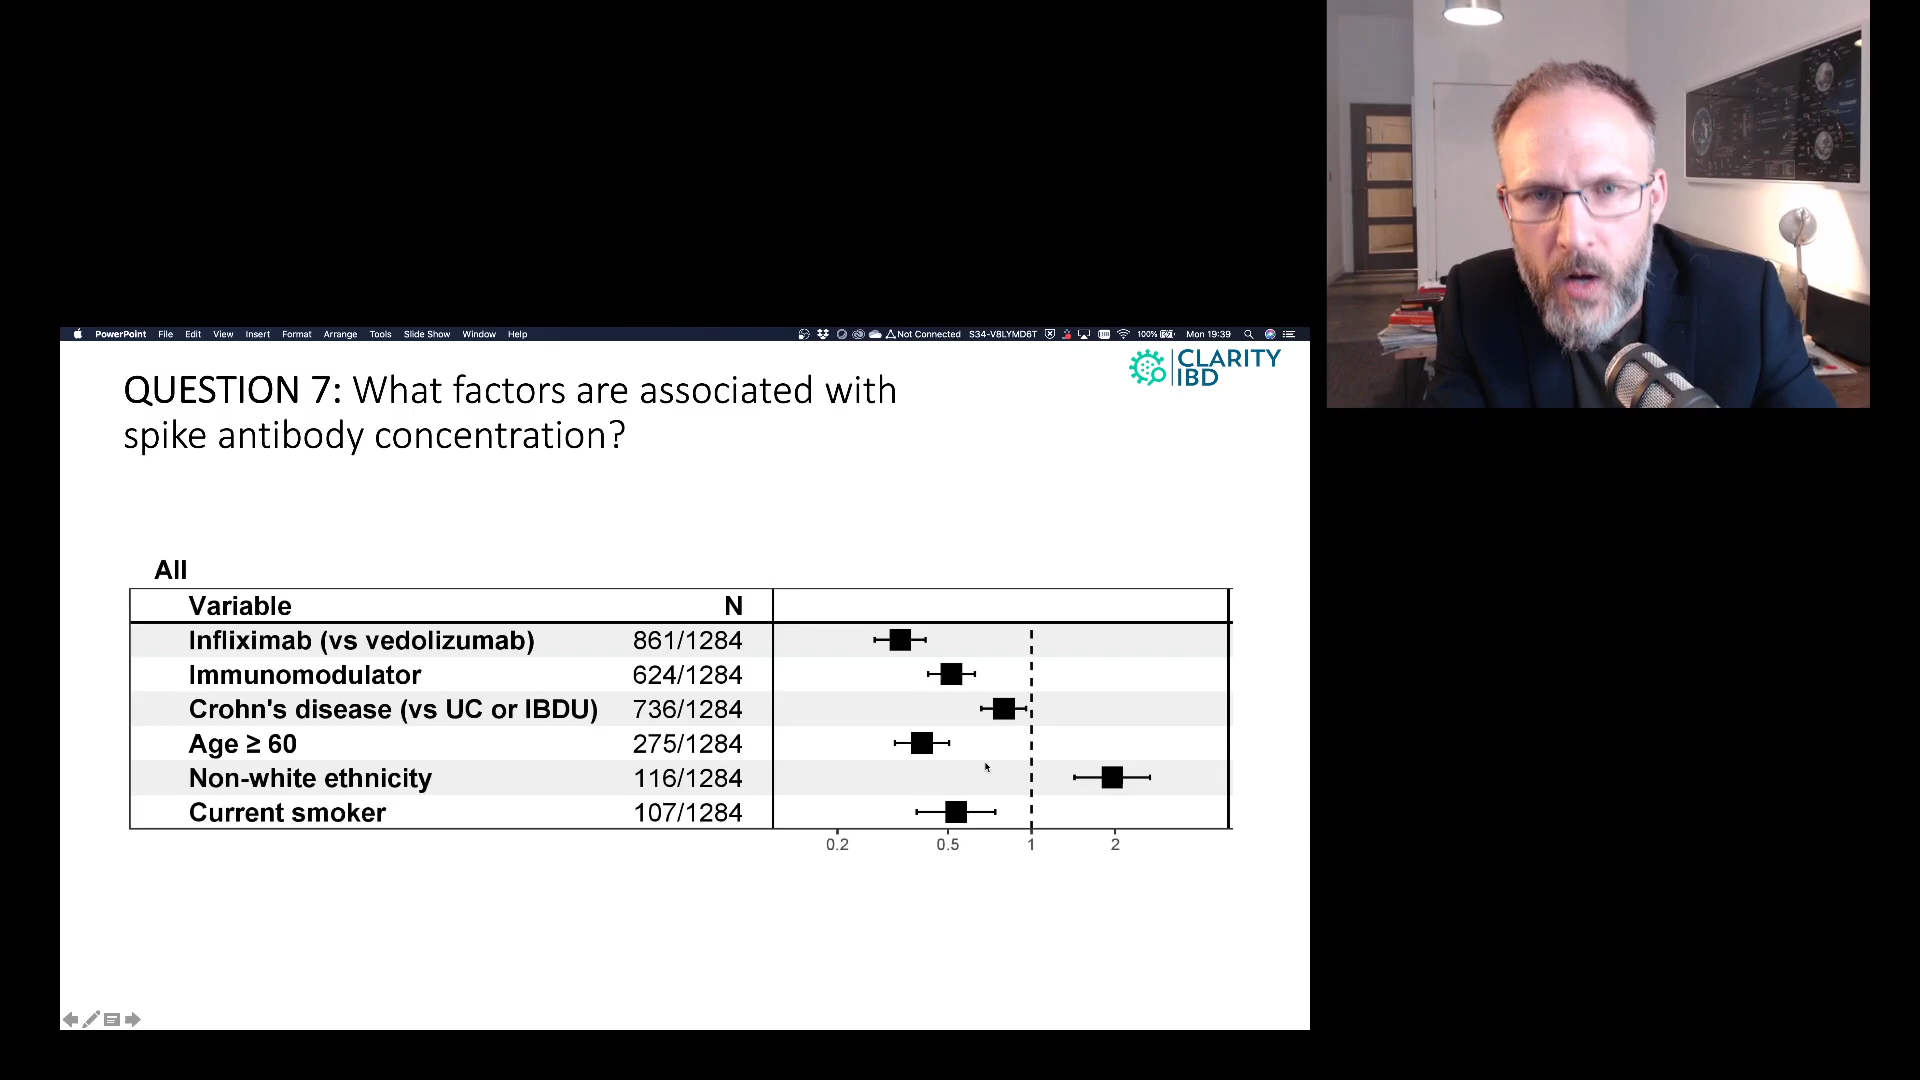 PowerPoint File Edit View Insert Format Arrange Tools Slide Show Window Help Not Connected S34-V8LYMD6T 100% Mon 19:39
CLARITY
IBD
QUESTION 7: What factors are associated with
spike antibody concentration?
All
Variable N
Infliximab (vs vedolizumab) 861/1284
Immunomodulator 624/1284
Crohn's disease (vs UC or IBDU) 736/1284
Age ≥ 60 275/1284
Non-white ethnicity 116/1284
Current smoker 107/1284
0.2 0.5 1 2